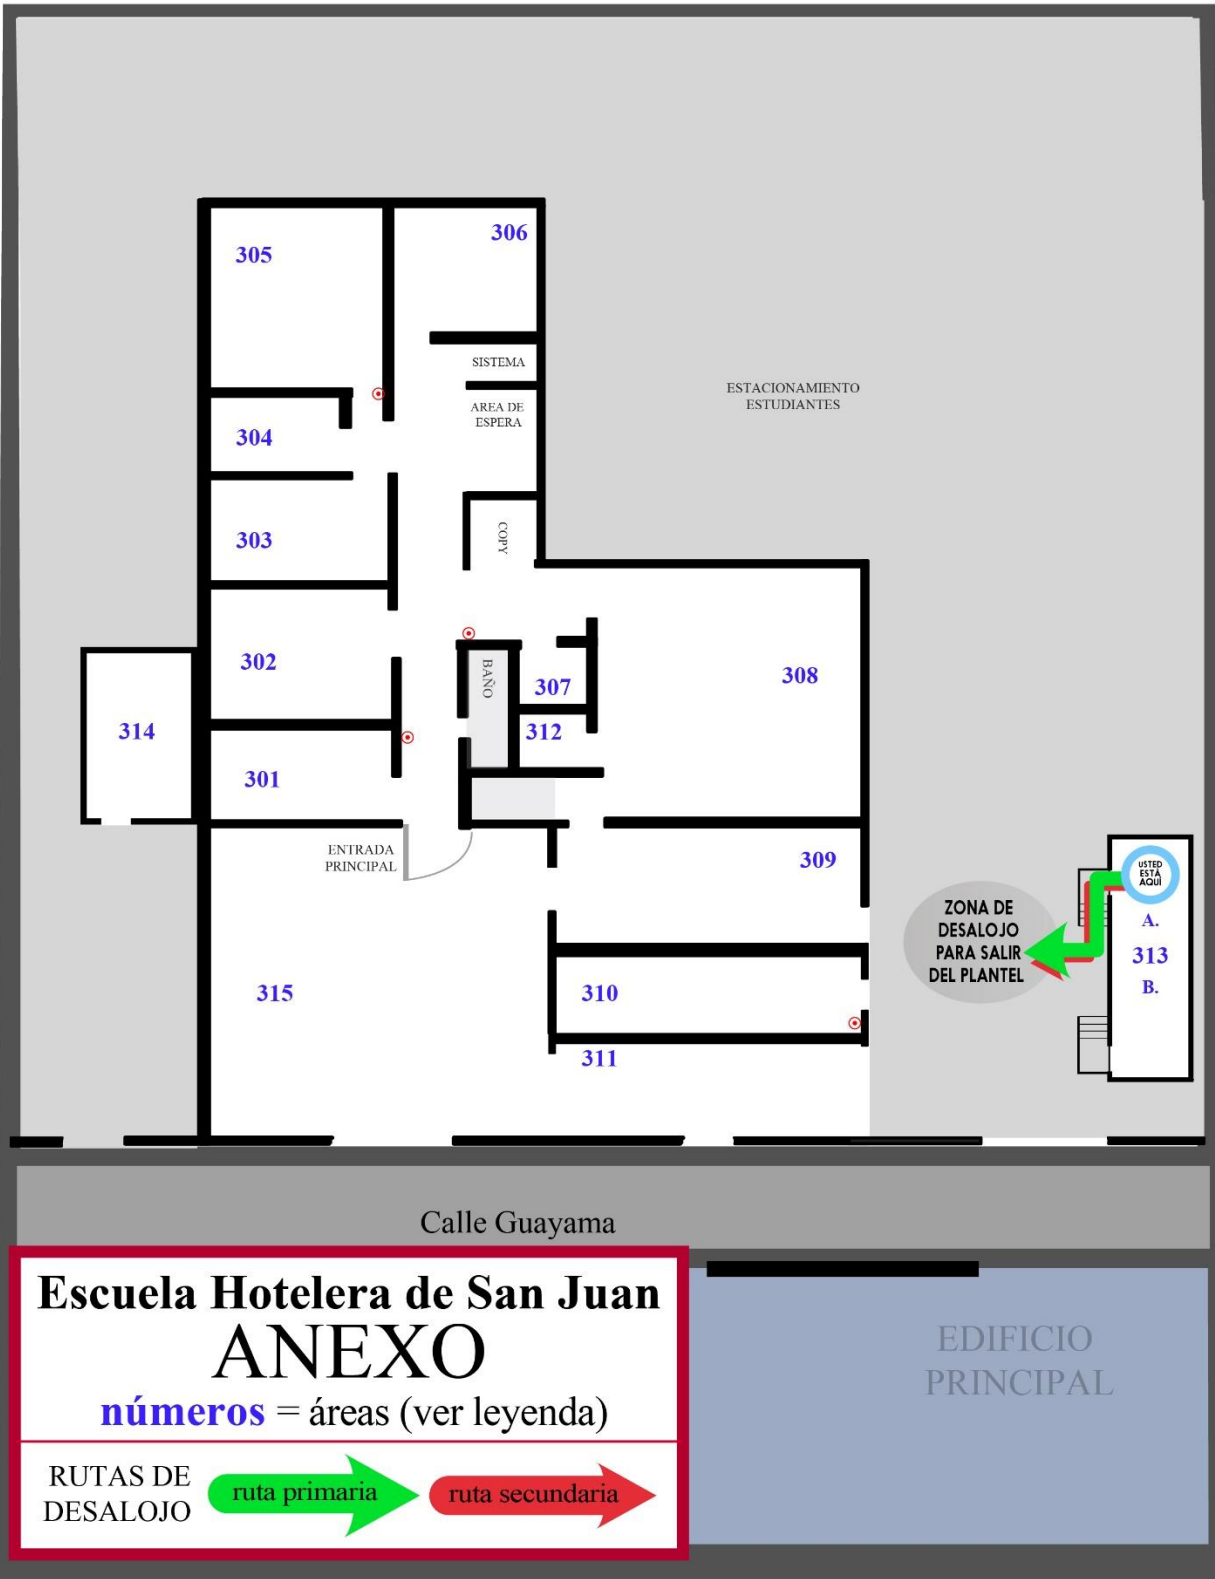 306
305
SISTEMA
ESTACIONAMIENTO
ESTUDIANTES
AREA DE
ESPERA
304
303
COPY
302
BAÑO
308
307
314
312
301
ENTRADA
PRINCIPAL
309
USTED
ESTÁ
AQUÍ
ZONA DE
DESALOJO
PARA SALIR
DEL PLANTEL
A.
313
B.
315
310
311
Calle Guayama
Escuela Hotelera de San Juan
ANEXO
números = áreas (ver leyenda)
RUTAS DE
DESALOJO
ruta primaria
ruta secundaria
EDIFICIO
PRINCIPAL